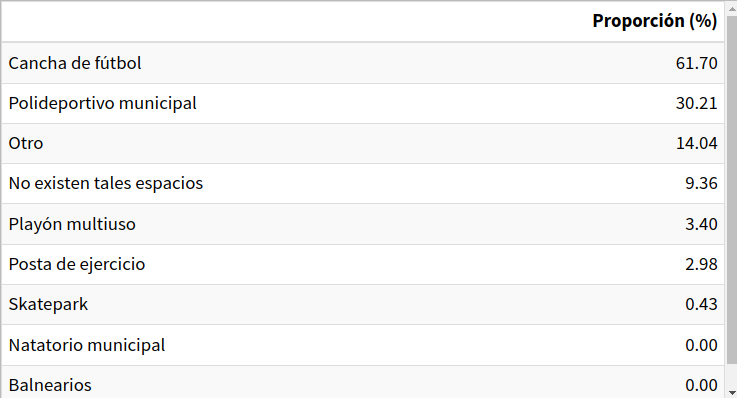 Proporción (%)
Cancha de fútbol 61.70
Polideportivo municipal 30.21
Otro 14.04
No existen tales espacios 9.36
Playón multiuso 3.40
Posta de ejercicio 2.98
Skatepark 0.43
Natatorio municipal 0.00
Balnearios 0.00